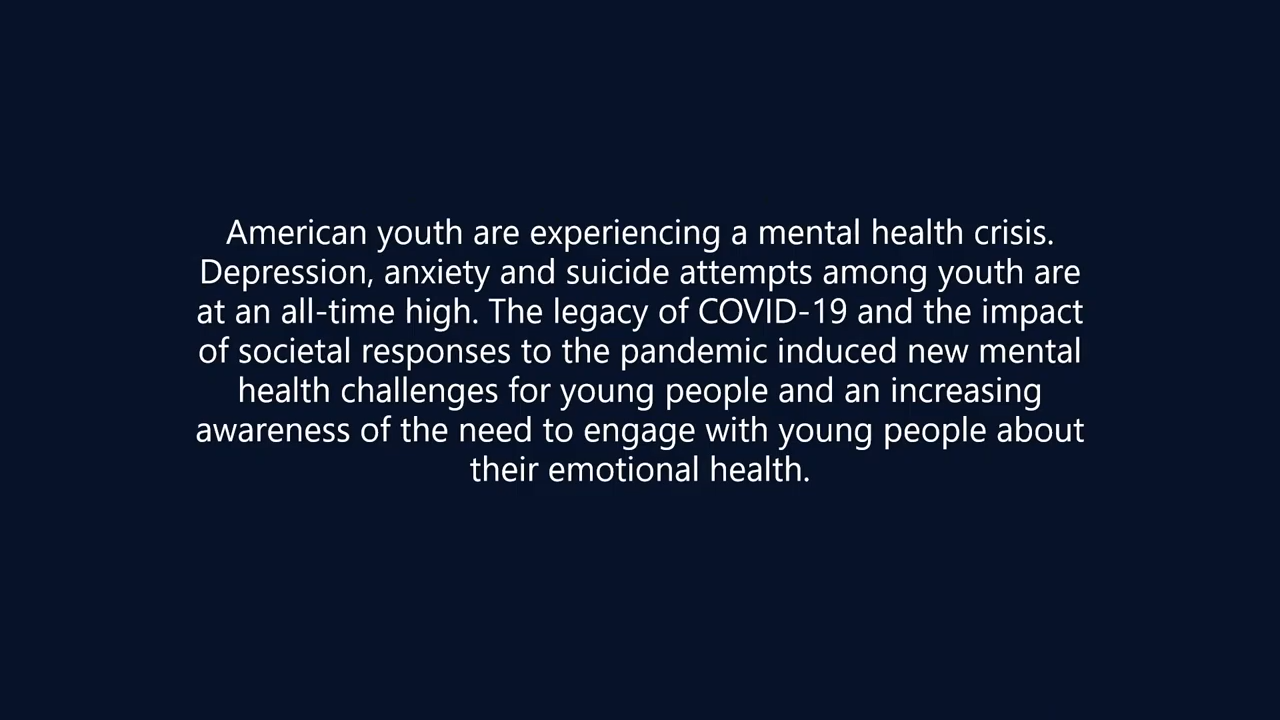 American youth are experiencing a mental health crisis.
Depression, anxiety and suicide attempts among youth are
at an all-time high. The legacy of COVID-19 and the impact
of societal responses to the pandemic induced new mental
health challenges for young people and an increasing
awareness of the need to engage with young people about
their emotional health.